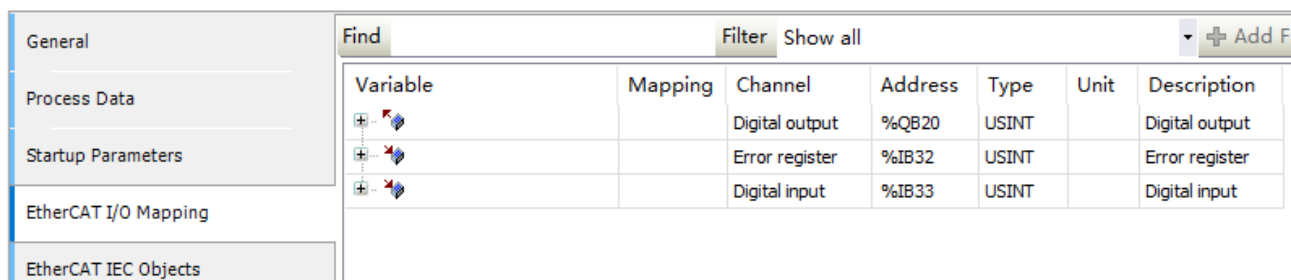 General
Process Data
Startup Parameters
EtherCAT I/O Mapping
EtherCAT IEC Objects
Find Filter Show all Add F
Variable Mapping Channel Address Type Unit Description
Digital output %QB20 USINT Digital output
Error register %IB32 USINT Error register
Digital input %IB33 USINT Digital input